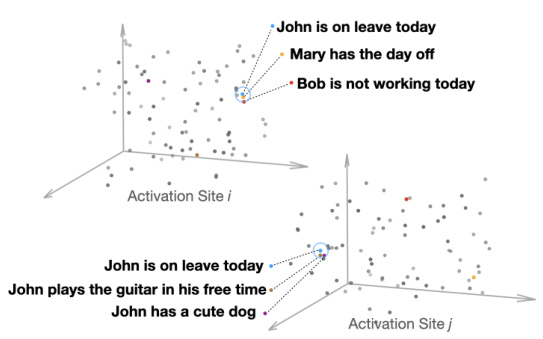 John is on leave today
Mary has the day off
Bob is not working today
Activation Site i
John is on leave today
John plays the guitar in his free time
John has a cute dog
Activation Site j